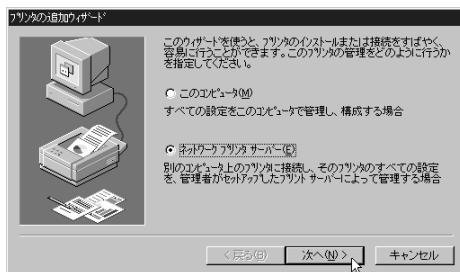 プリンタの追加ウィザード
このウィザードを使うと、プリンタのインストールまたは接続をすばやく、
容易に行うことができます。このプリンタの管理をどのように行うか
を指定してください。
このコンピュータ(M)
すべての設定をこのコンピュータで管理し、構成する場合
ネットワーク プリンタ サーバー(E)
別のコンピュータ上のプリンタに接続し、そのプリンタのすべての設定
を、管理者がセットアップしたプリント サーバーによって管理する場合
< 戻る(B)
次へ(N) >
キャンセル